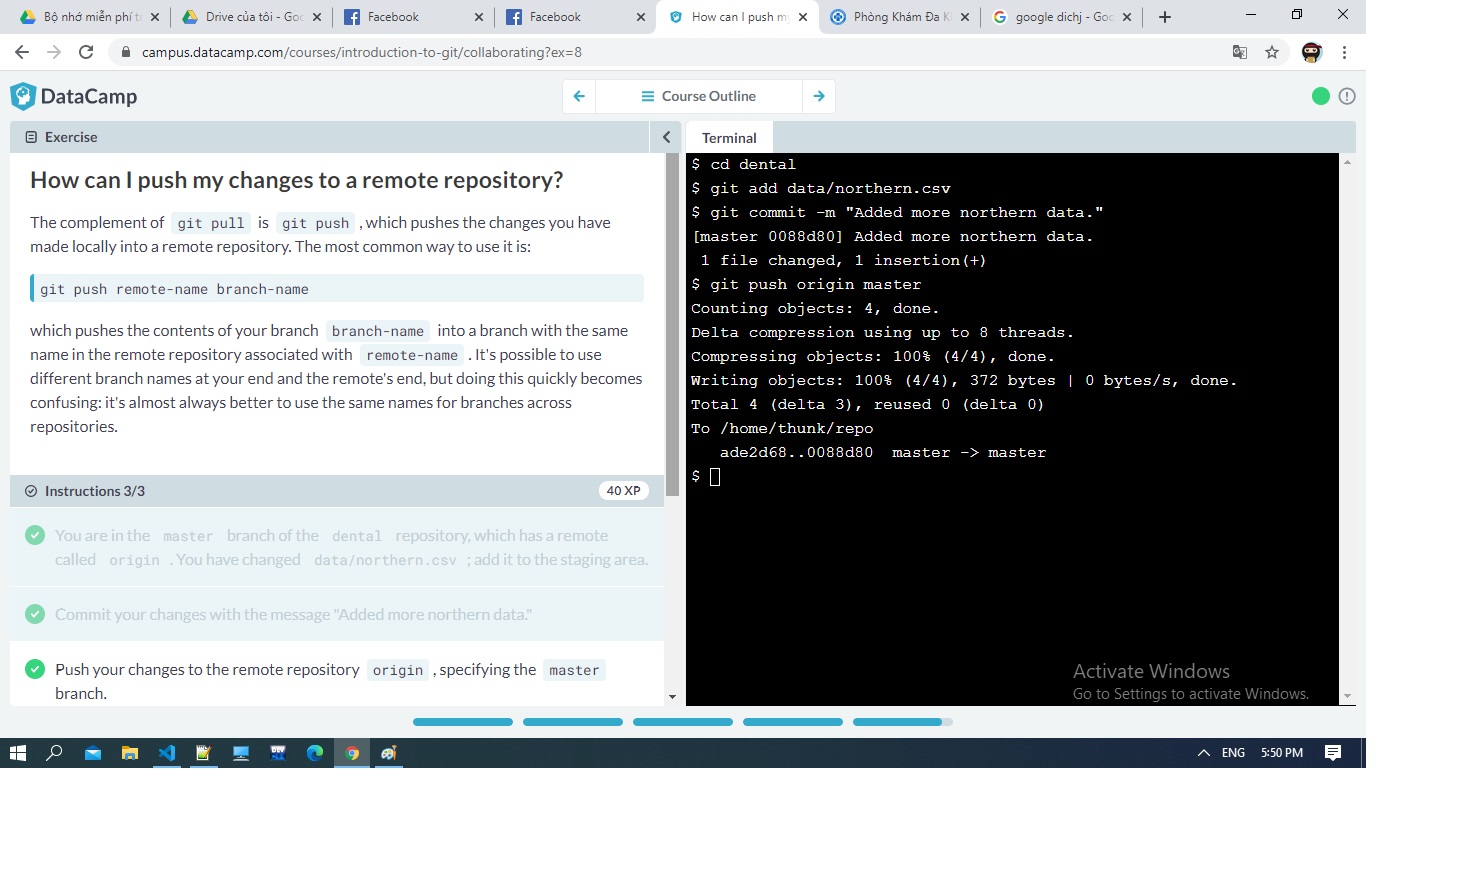 Bộ nhớ miễn phí t
Drive của tôi - Goo
Facebook
Facebook
How can I push my
Phòng Khám Đa K
google dichj - Goo
campus.datacamp.com/courses/introduction-to-git/collaborating?ex=8
DataCamp
Course Outline
Exercise
How can I push my changes to a remote repository?
The complement of git pull is git push , which pushes the changes you have
made locally into a remote repository. The most common way to use it is:
git push remote-name branch-name
which pushes the contents of your branch branch-name into a branch with the same
name in the remote repository associated with remote-name . It's possible to use
different branch names at your end and the remote's end, but doing this quickly becomes
confusing: it's almost always better to use the same names for branches across
repositories.
Instructions 3/3
40 XP
You are in the master branch of the dental repository, which has a remote
called origin . You have changed data/northern.csv ; add it to the staging area.
Commit your changes with the message "Added more northern data."
Push your changes to the remote repository origin , specifying the master
branch.
Terminal
$ cd dental
$ git add data/northern.csv
$ git commit -m "Added more northern data."
[master 0088d80] Added more northern data.
1 file changed, 1 insertion(+)
$ git push origin master
Counting objects: 4, done.
Delta compression using up to 8 threads.
Compressing objects: 100% (4/4), done.
Writing objects: 100% (4/4), 372 bytes | 0 bytes/s, done.
Total 4 (delta 3), reused 0 (delta 0)
To /home/thunk/repo
ade2d68..0088d80 master -> master
$
Activate Windows
Go to Settings to activate Windows.
DEV
ENG
5:50 PM